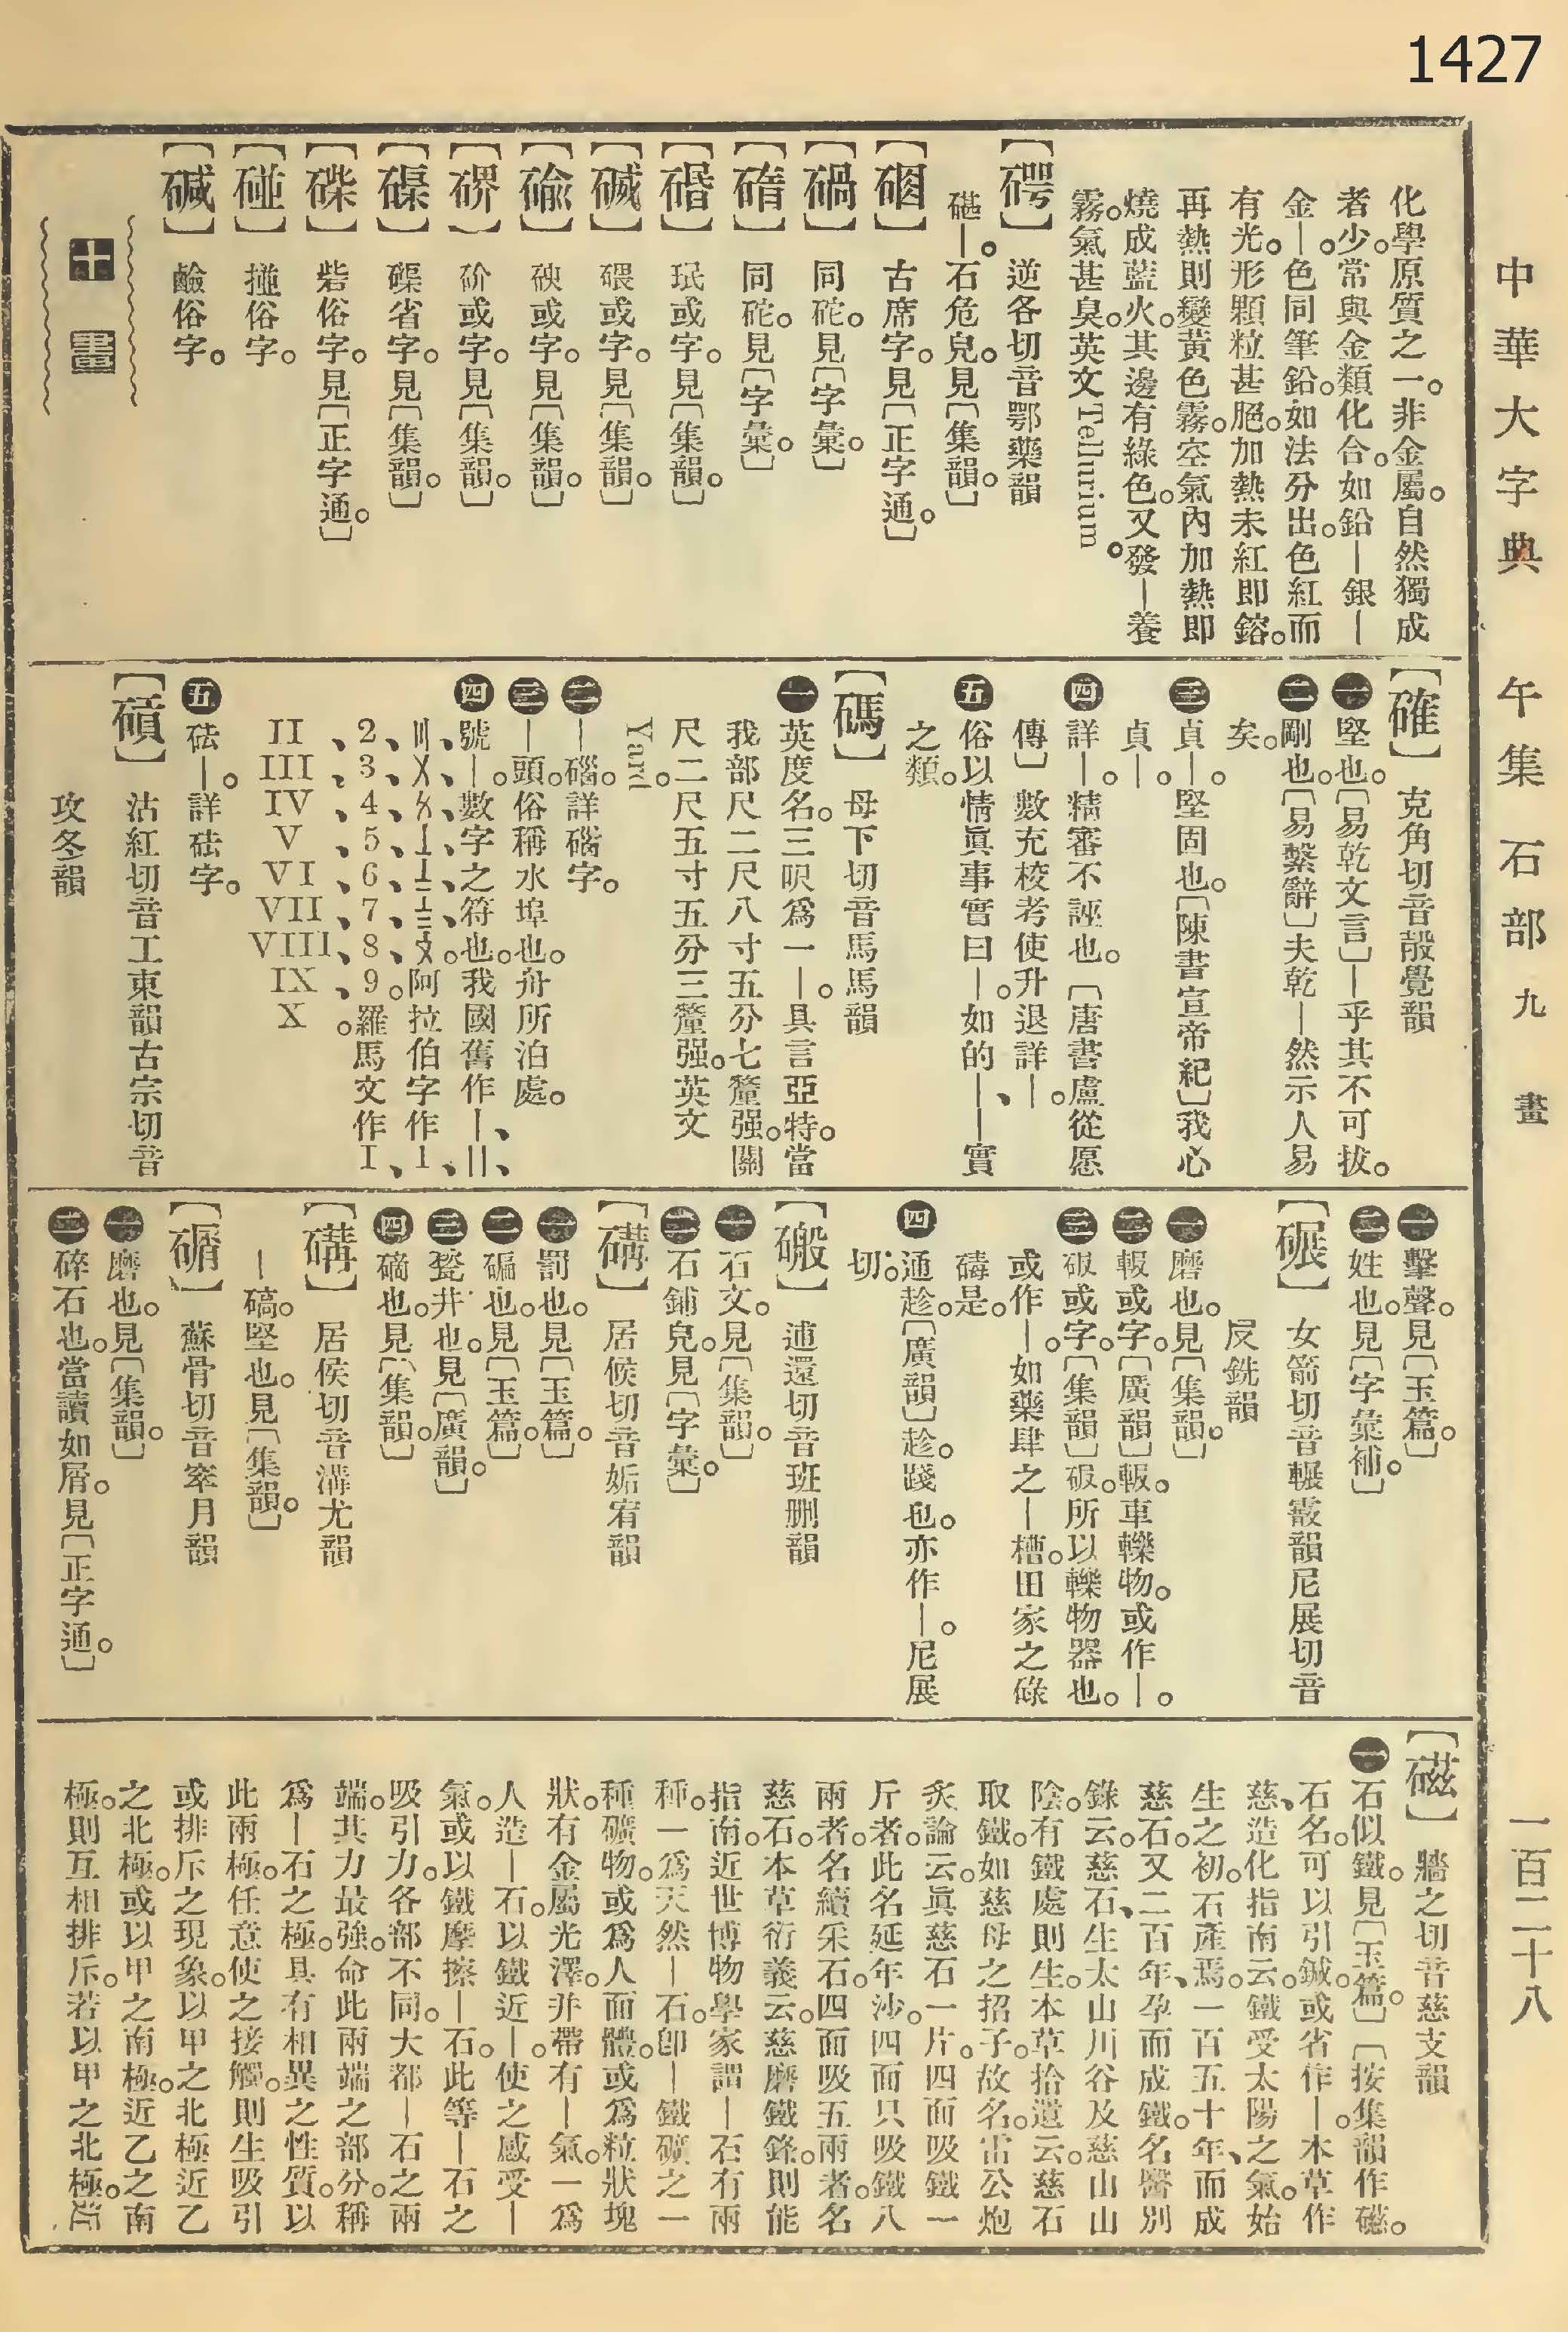 1427
中華大字典 午集 石部 九畫
一百二十八
化學原質之一。非金屬。自然獨成
者少。常與金類化合。如鉛—銀—
金—。色同筆鉛。如法分出。色紅而
有光。形顆粒甚脃。加熱未紅即鎔。
再熱則變黃色霧。空氣內加熱即
燒成藍火。其邊有綠色。又發—養
霧。氣甚臭。英文Tellurium。
【碍】逆各切音鄂藥韻
—。石危皃。見〔集韻。〕
古席字。見〔正字通。〕
【碢】同砣。見〔字彙。〕
同砣。見〔字彙。〕
【碈】珉或字。見〔集韻。〕
【碱】碨或字。見〔集韻。〕
或字。見〔集韻。〕
【砎】砎或字。見〔集韻。〕
【磲】磲省字。見〔集韻。〕
【碟】砦俗字。見〔正字通。〕
【碰】掽俗字。
【碱】鹼俗字。
十畫
【確】克角切音殻覺韻
㊀堅也。〔易乾文言〕—乎其不可拔。
㊁剛也。〔易繫辭〕夫乾—然示人易
矣。
㊂貞—。堅固也。〔陳書宣帝紀〕我心
貞—。
㊃詳—。精審不誣也。〔唐書盧從愿
傳〕數充校考使升退詳—。
㊄俗以情眞事實曰—。如的—、—實
之類。
【碼】母下切音馬馬韻
㊀英度名。三呎爲一—。具言亞特。當
我部尺二尺八寸五分七釐强。關
尺二尺五寸五分三釐强。英文
Yard。
㊁—磘。詳磘字。
㊂—頭。俗稱水埠也。舟所泊處。
㊃號—。數字之符也。我國舊作〡、〢、
〣、〤、〥、〦、〧、〨、〩。阿拉伯字作1、
2、3、4、5、6、7、8、9。羅馬文作I、
II、III、IV、V、VI、VII、VIII、IX、X。
㊄砝—。詳砝字。
【碽】沽紅切音工東韻古宗切音
攻冬韻
㊀擊聲。見〔玉篇。〕
㊁姓也。見〔字彙補。〕
【碾】女箭切音輾霰韻尼展切音
𠬝銑韻
㊀磨也。見〔集韻。〕
㊁輾或字。〔廣韻〕車轢物。或作—。
㊂或字。〔集韻〕所以轢物器也。
或作—。如藥肆之—槽。田家之碌
碡是。
㊃通趁。〔廣韻〕趁。踐也。亦作—。尼展
切。
【磐】逋還切音班刪韻
㊀石文。見〔集韻。〕
㊁石鋪皃。見〔字彙。〕
【磝】居候切音姤宥韻
㊀罰也。見〔玉篇。〕
㊁碥也。見〔玉篇。〕
㊂甃井也。見〔廣韻。〕
㊃碻也。見〔集韻。〕
【磝】居侯切音溝尤韻
—碻。堅也。見〔集韻。〕
【磆】蘇骨切音窣月韻
㊀磨也。見〔集韻。〕
㊁碎石也。當讀如屑。見〔正字通。〕
【磁】牆之切音慈支韻
㊀石似鐵。見〔玉篇。〕〔按集韻作礠。
石名。可以引鍼。或省作—。本草作
慈、造化指南云。鐵受太陽之氣。始
生之初。石產焉。一百五十年、而成
慈石。又二百年、孕而成鐵。名醫別
錄云。慈石、生太山川谷及慈山山
陰。有鐵處則生。本草拾遺云。慈石
取鐵。如慈母之招子。故名。雷公炮
炙論云。眞慈石一片。四面吸鐵一
斤者。此名延年沙。四面只吸鐵八
兩者。名續采石。四面吸五兩者。名
慈石。本草衍義云。慈磨鐵鋒。則能
指南。近世博物學家謂—石有兩
種。一爲天然—石。卽—鐵礦之一
種礦物。或爲人面體。或爲粒狀塊
狀。有金屬光澤。幷帶有—氣。一爲
人造—石。以鐵近—。使之感受—
氣。或以鐵摩擦—石。此等—石之
吸引力。各部不同。大都—石之兩
端。其力最強。命此兩端之部分。稱
爲—石之極。具有相異之性質。以
此兩極。任意使之接觸。則生吸引
或排斥之現象。以甲之北極近乙
之北極。或以甲之南極。近乙之南
極。則互相排斥。若以甲之北極。當